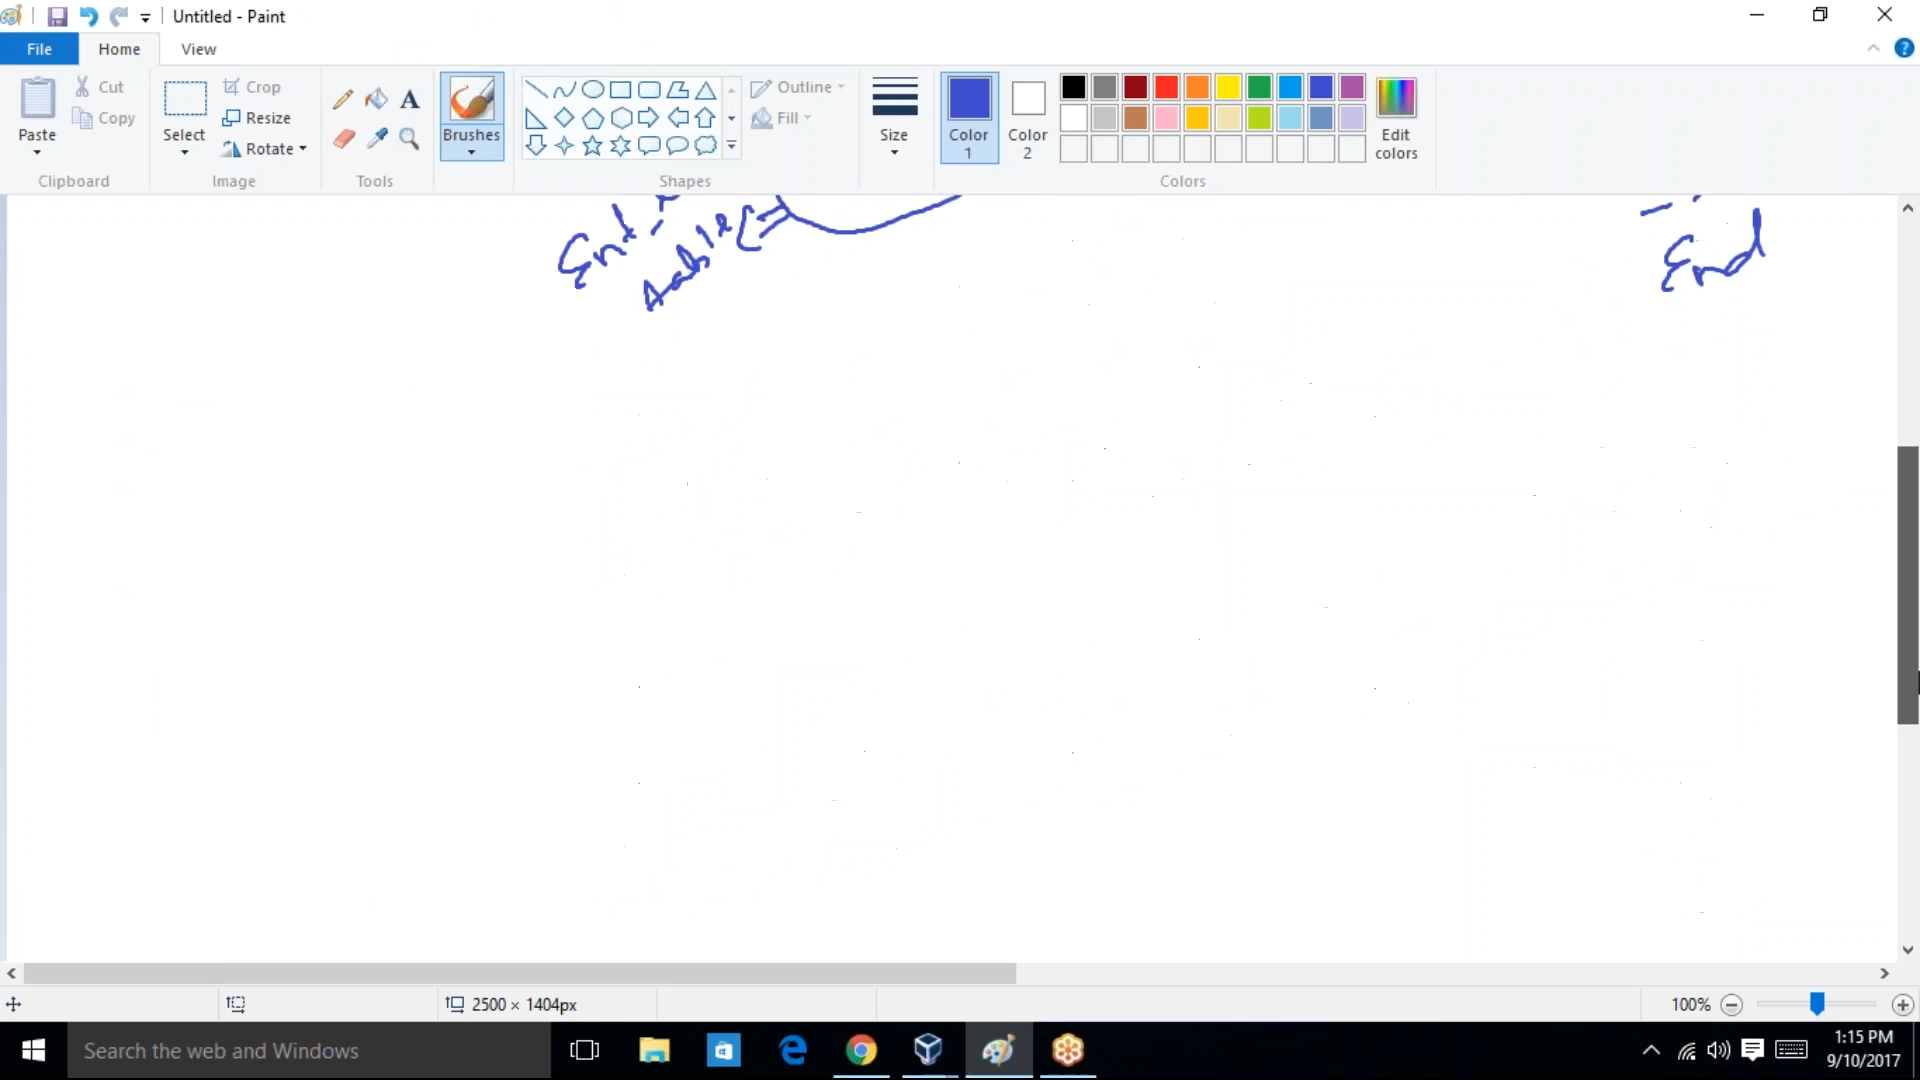 Untitled - Paint
File Home View
Paste
Cut
Copy
Clipboard
Select
Crop
Resize
Rotate
Image
Tools
Brushes
Shapes
Outline
Fill
Size
Color 1
Color 2
Edit colors
Colors
End
2500 × 1404px
100%
Search the web and Windows
1:15 PM
9/10/2017